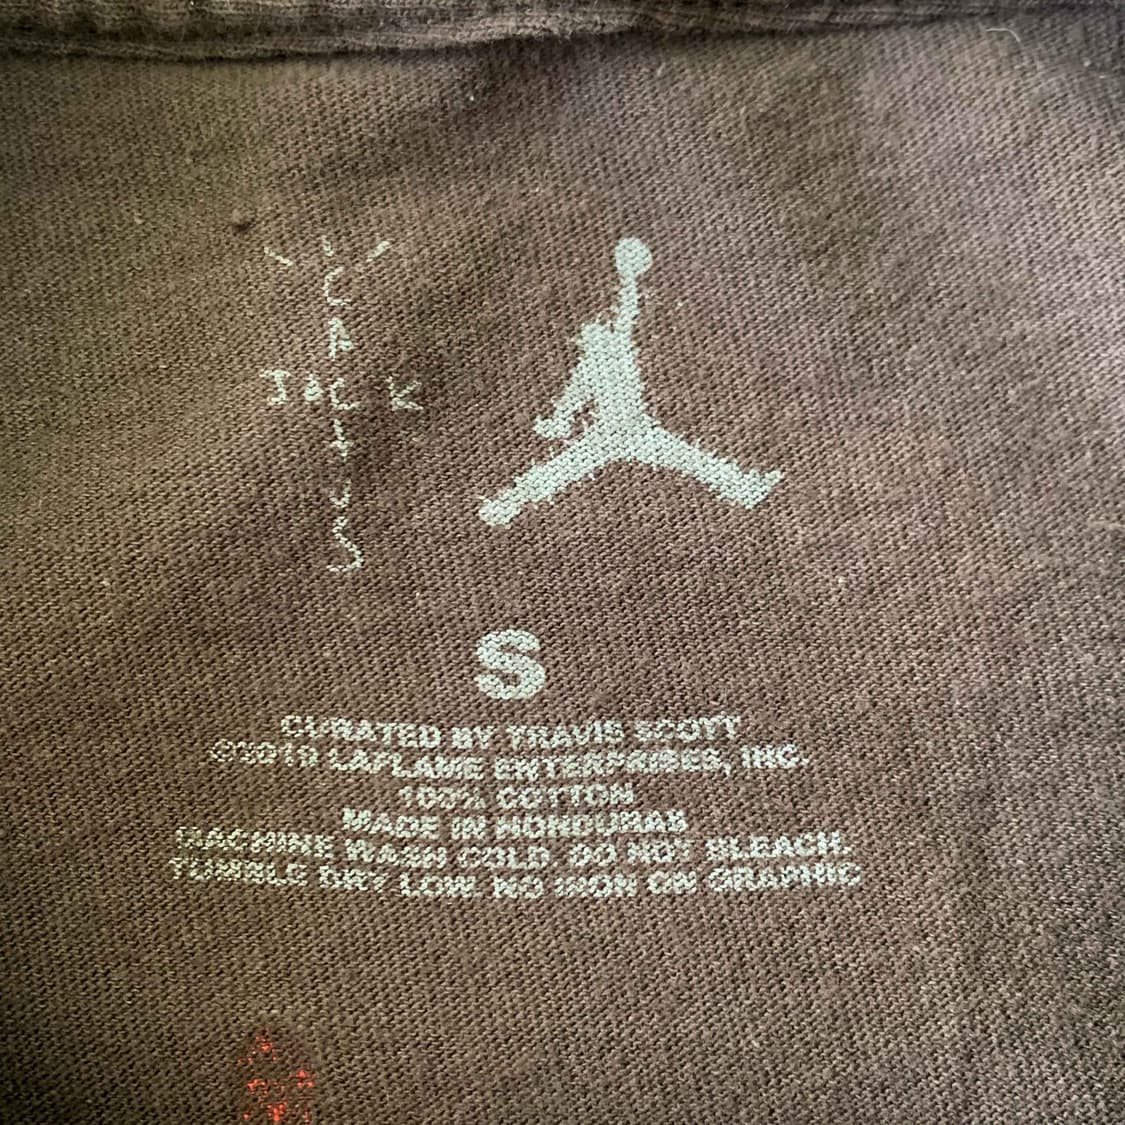 CACTUS
JACK
S
CURATED BY TRAVIS SCOTT
©2019 LAFLAME ENTERPRISES, INC.
100% COTTON
MADE IN HONDURAS
MACHINE WASH COLD. DO NOT BLEACH.
TUMBLE DRY LOW. NO IRON ON GRAPHIC